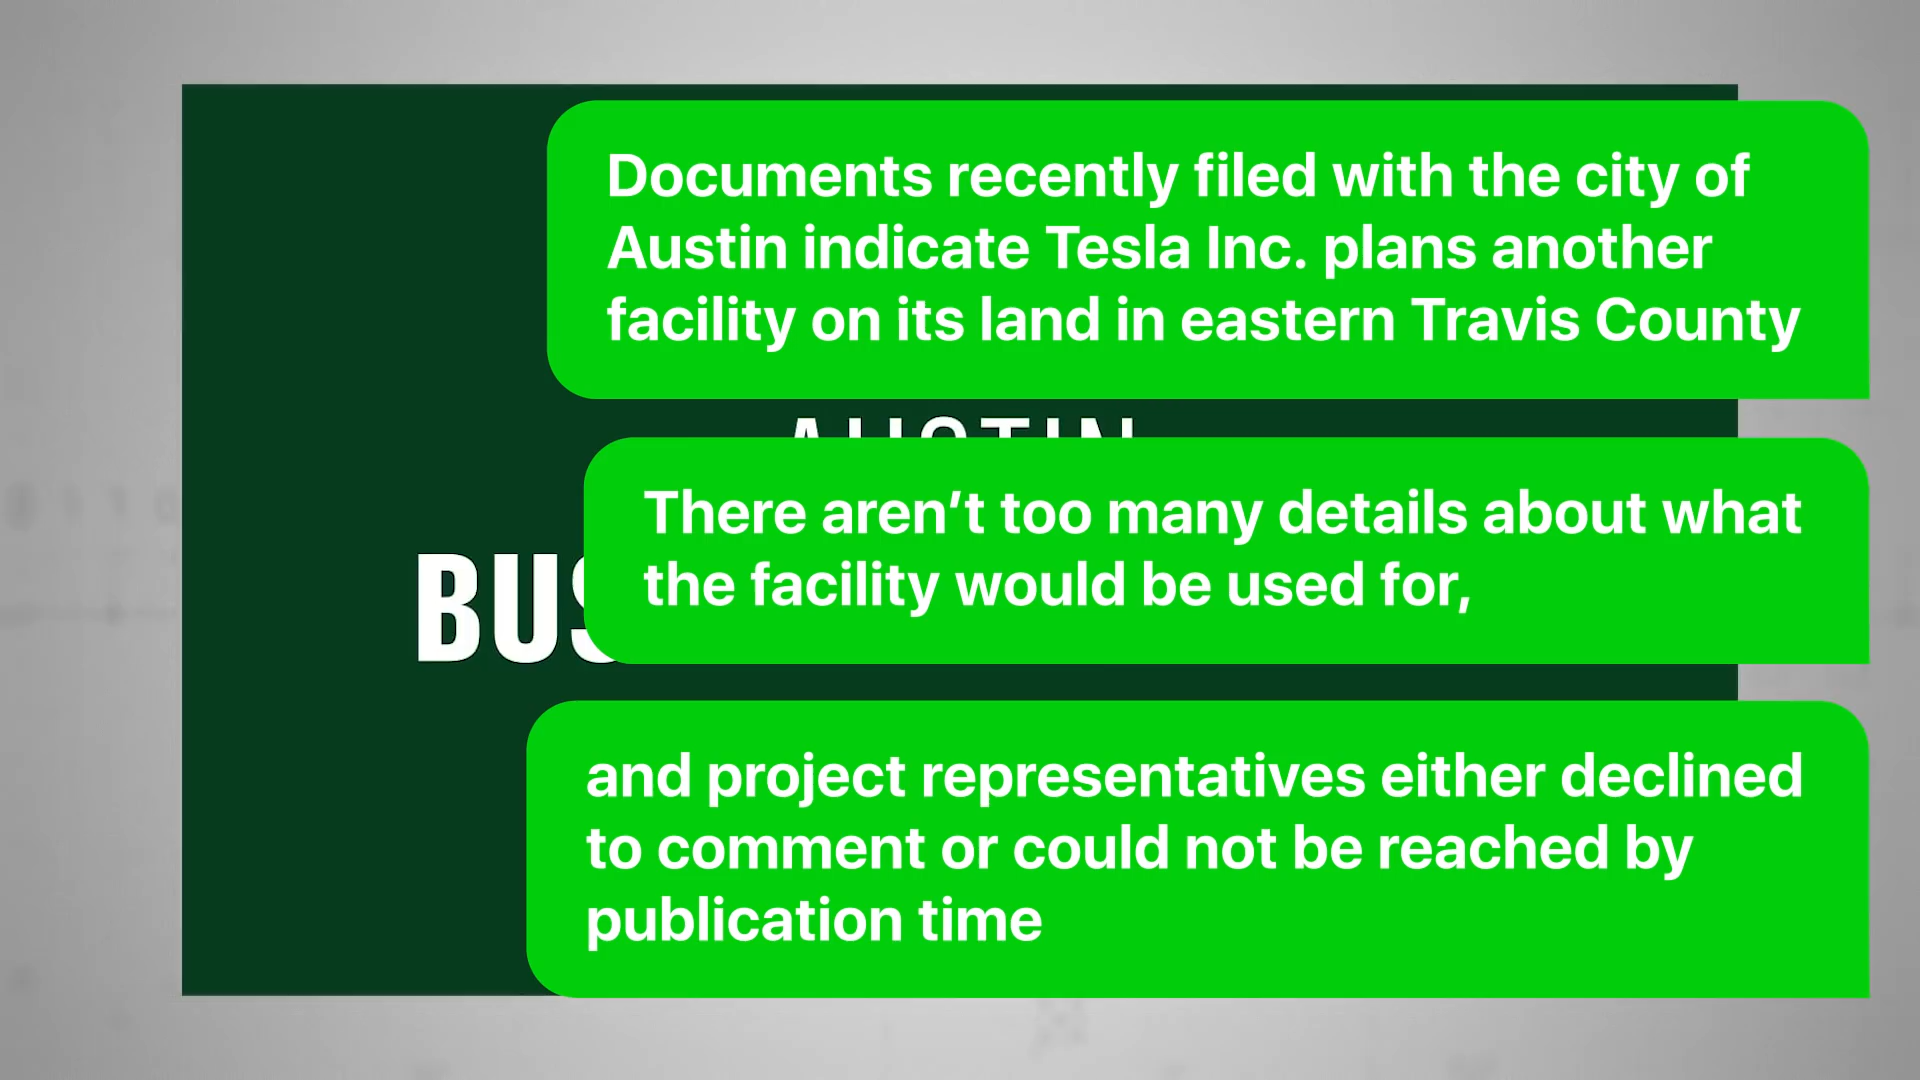 Documents recently filed with the city of
Austin indicate Tesla Inc. plans another
facility on its land in eastern Travis County
AUSTIN
There aren’t too many details about what
the facility would be used for,
BUS
and project representatives either declined
to comment or could not be reached by
publication time